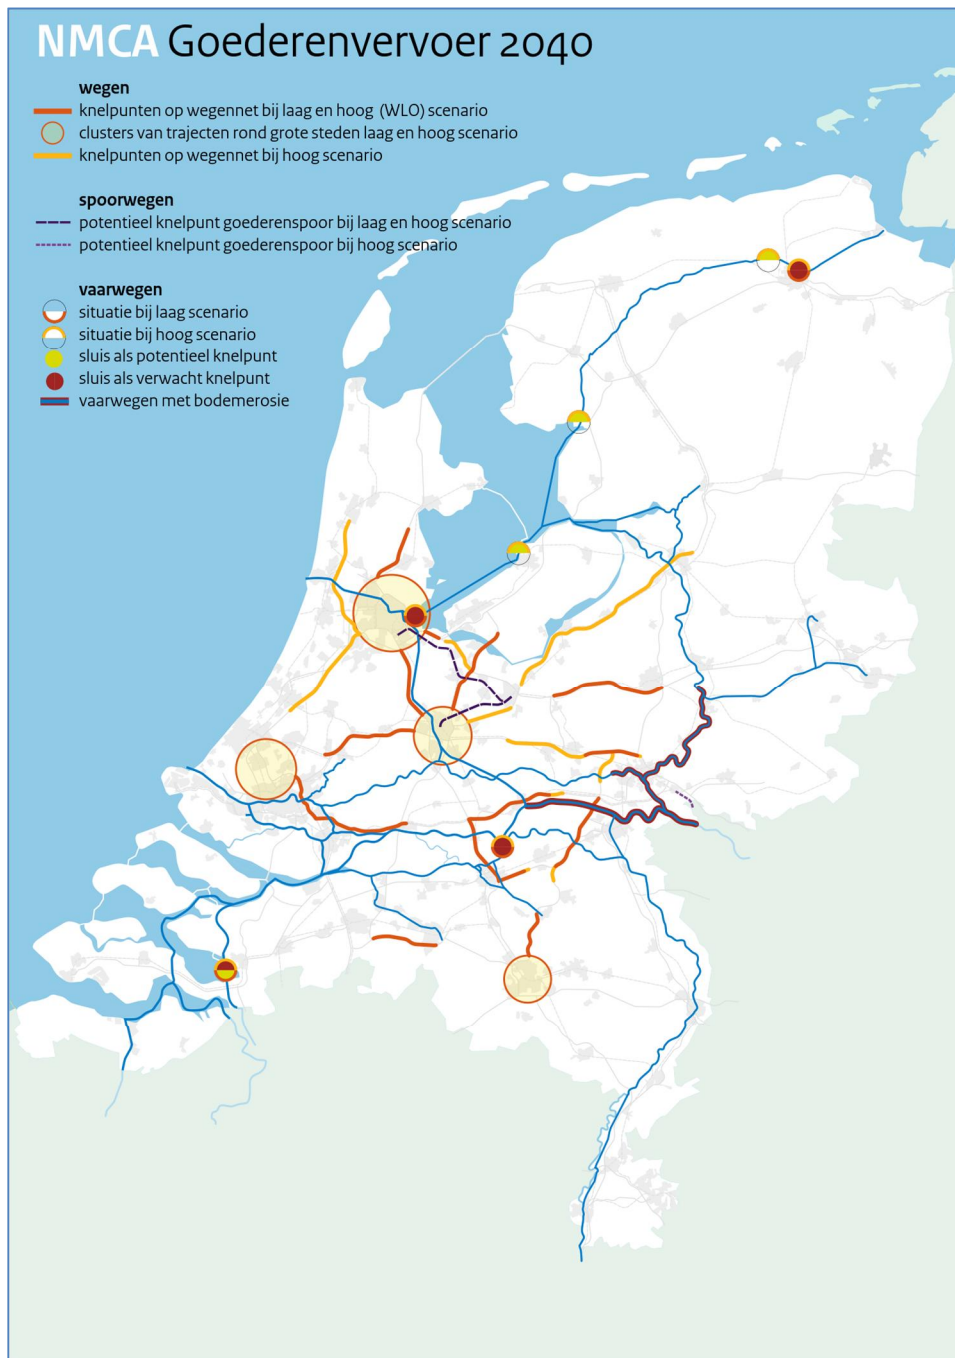 NMCA Goederenvervoer 2040
wegen
knelpunten op wegennet bij laag en hoog (WLO) scenario
clusters van trajecten rond grote steden laag en hoog scenario
knelpunten op wegennet bij hoog scenario
spoorwegen
potentieel knelpunt goederenspoor bij laag en hoog scenario
potentieel knelpunt goederenspoor bij hoog scenario
vaarwegen
situatie bij laag scenario
situatie bij hoog scenario
sluis als potentieel knelpunt
sluis als verwacht knelpunt
vaarwegen met bodemerosie